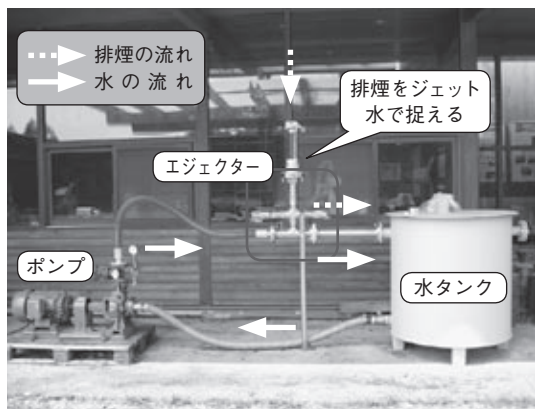 排煙の流れ
水の流れ
排煙をジェット
水で捉える
エジェクター
ポンプ
水タンク